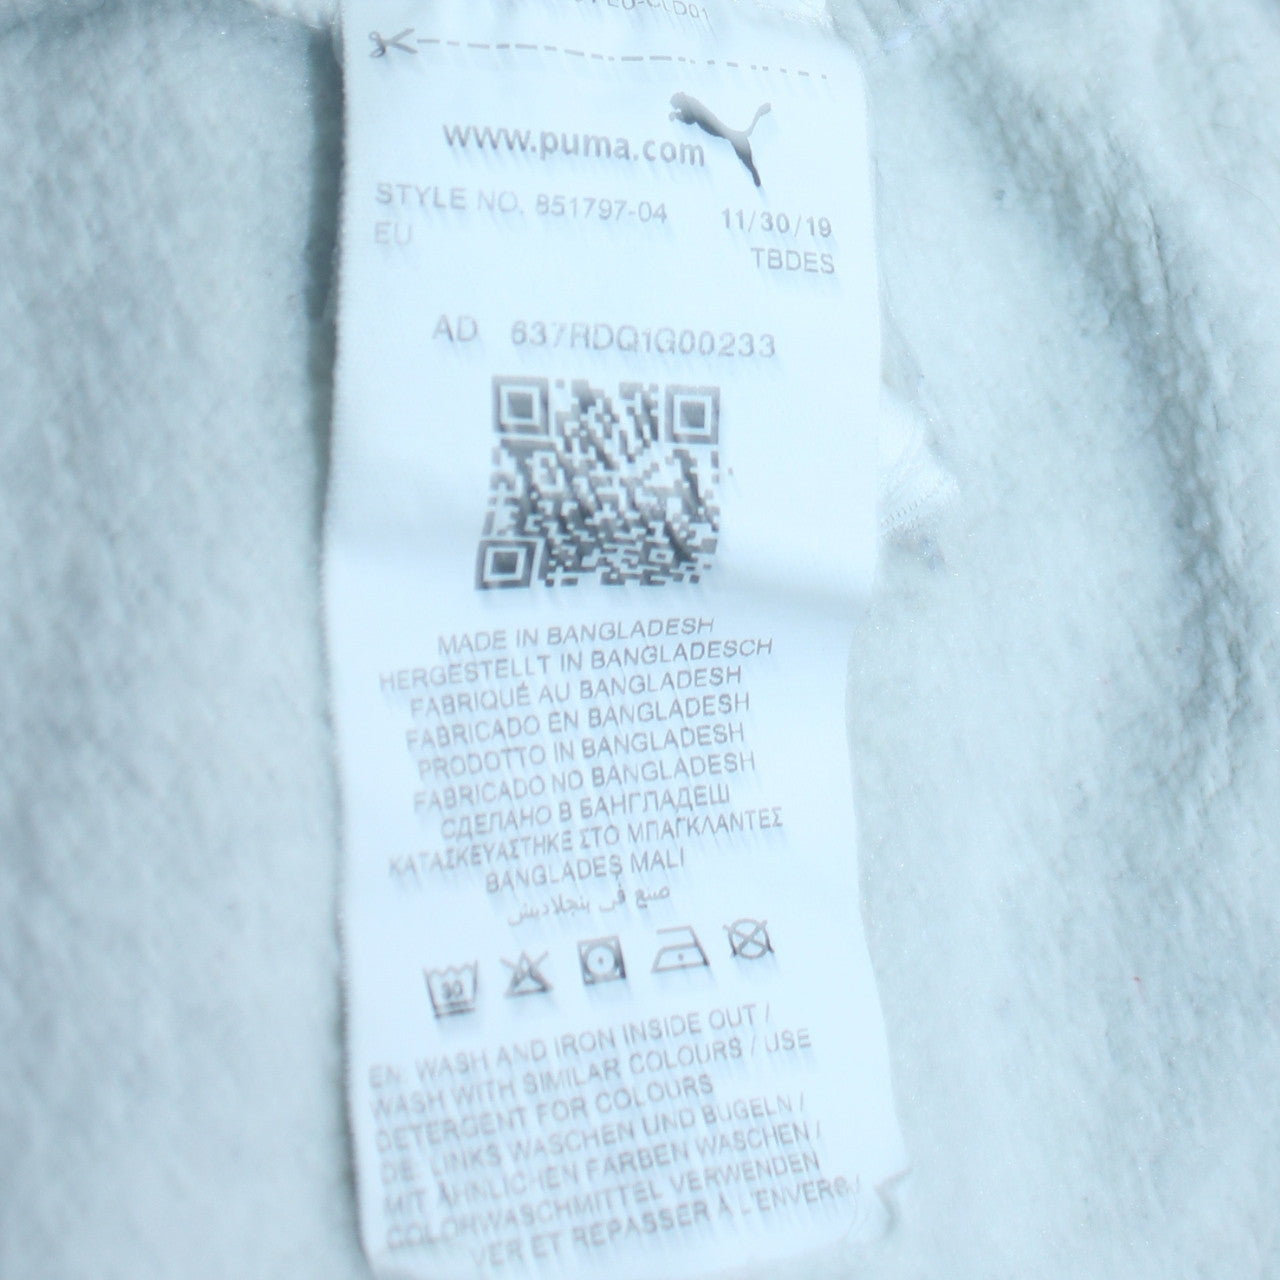 www.puma.com
STYLE NO. 851797-04 11/30/19
EU TBDES
AD 637RDQ1G00233
MADE IN BANGLADESH
HERGESTELLT IN BANGLADESCH
FABRIQUÉ AU BANGLADESH
FABRICADO EN BANGLADESH
PRODOTTO IN BANGLADESH
FABRICADO NO BANGLADESH
СДЕЛАНО В БАНГЛАДЕШ
ΚΑΤΑΣΚΕΥΑΣΤΗΚΕ ΣΤΟ ΜΠΑΓΚΛΑΝΤΕΣ
BANGLADEŞ MALI
صنع في بنجلاديش
30
EN: WASH AND IRON INSIDE OUT /
WASH WITH SIMILAR COLOURS / USE
DETERGENT FOR COLOURS
DE: LINKS WASCHEN UND BÜGELN /
MIT ÄHNLICHEN FARBEN WASCHEN /
COLORWASCHMITTEL VERWENDEN
VER ET REPASSER À L'ENVERS /